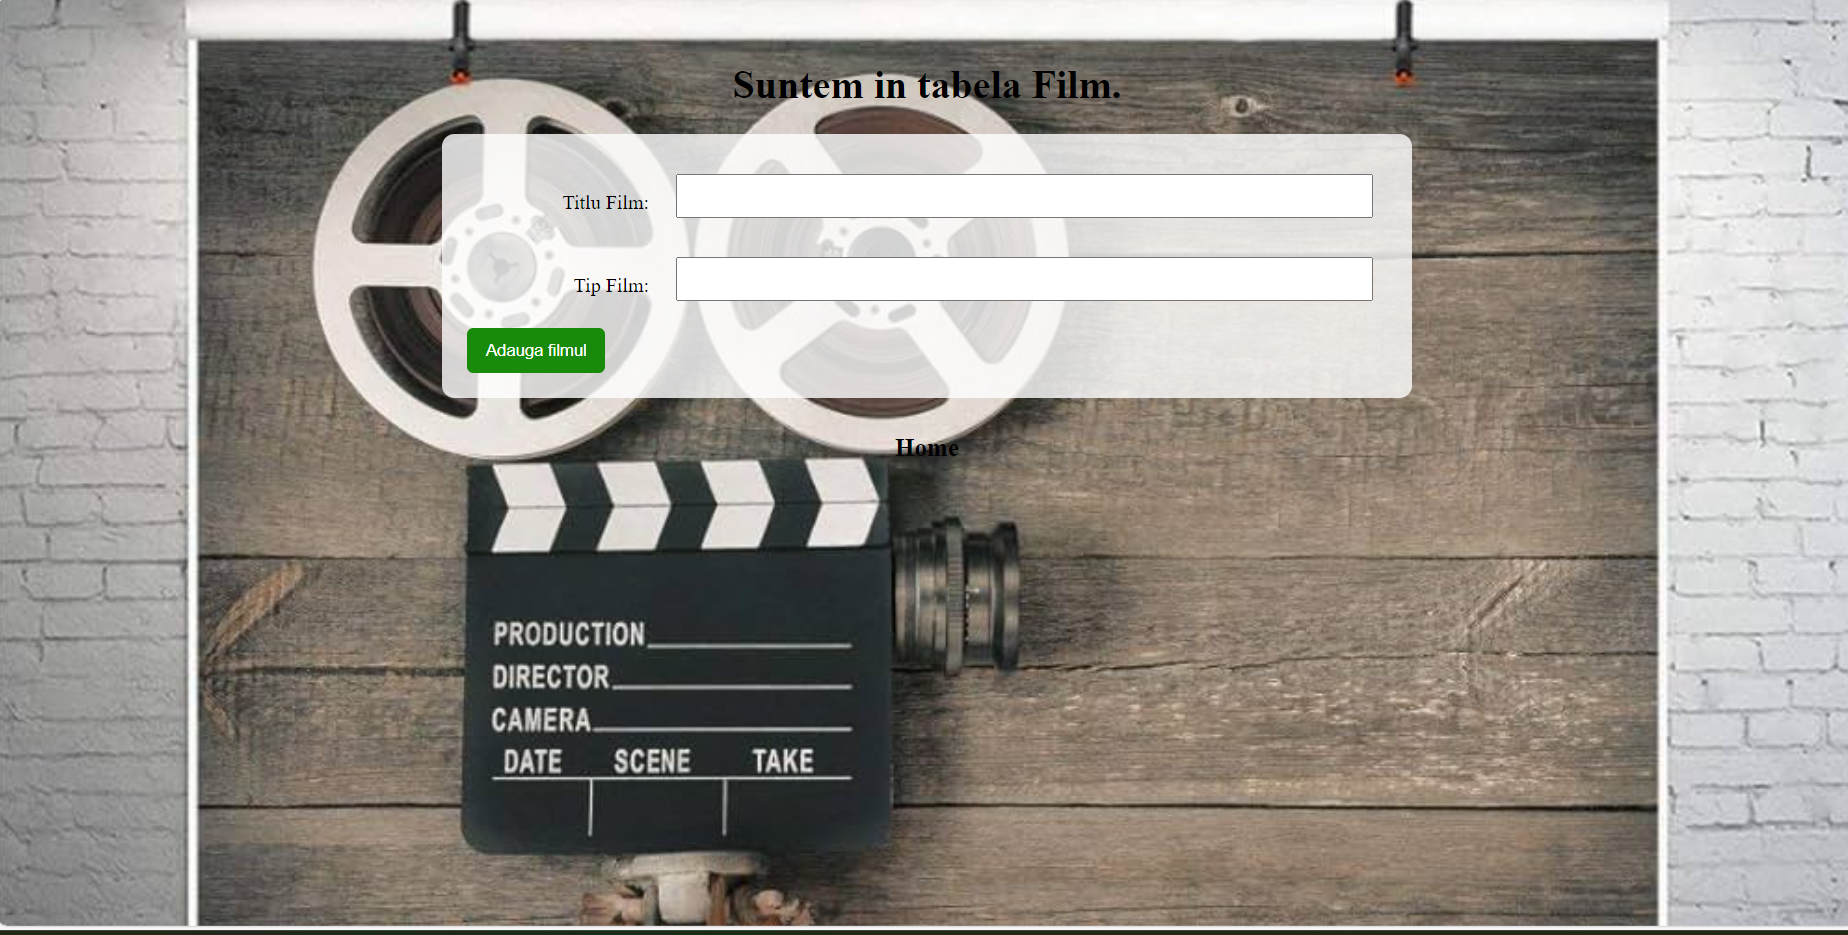 Suntem in tabela Film.
Titlu Film:
Tip Film:
Adauga filmul
Home
PRODUCTION
DIRECTOR
CAMERA
DATE SCENE TAKE